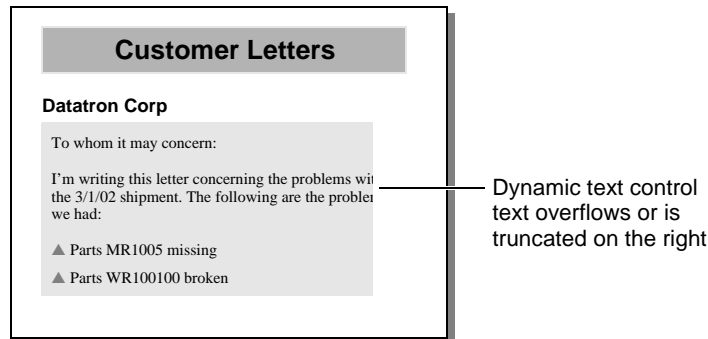 Customer Letters
Datatron Corp
To whom it may concern:
I'm writing this letter concerning the problems wit
the 3/1/02 shipment. The following are the probler
we had:
Parts MR1005 missing
Parts WR100100 broken
Dynamic text control
text overflows or is
truncated on the right